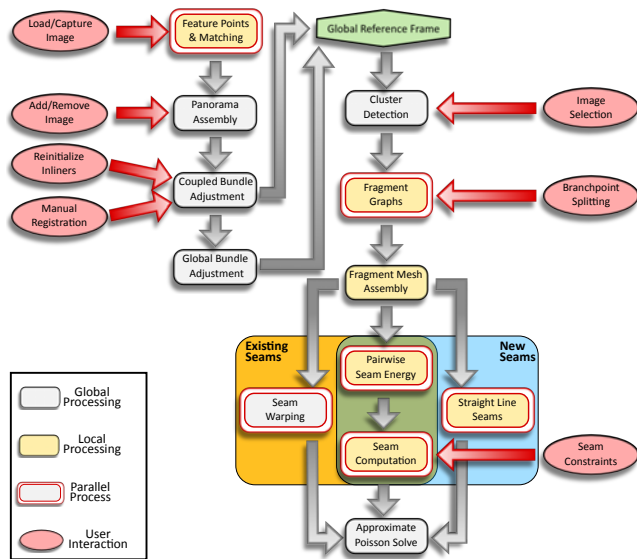 Load/Capture
Image
Feature Points
& Matching
Global Reference Frame
Add/Remove
Image
Panorama
Assembly
Cluster
Detection
Image
Selection
Reinitialize
Inliners
Coupled Bundle
Adjustment
Manual
Registration
Fragment
Graphs
Branchpoint
Splitting
Global Bundle
Adjustment
Fragment Mesh
Assembly
Existing
Seams
New
Seams
Pairwise
Seam Energy
Seam
Warping
Straight Line
Seams
Seam
Computation
Seam
Constraints
Approximate
Poisson Solve
Global
Processing
Local
Processing
Parallel
Process
User
Interaction